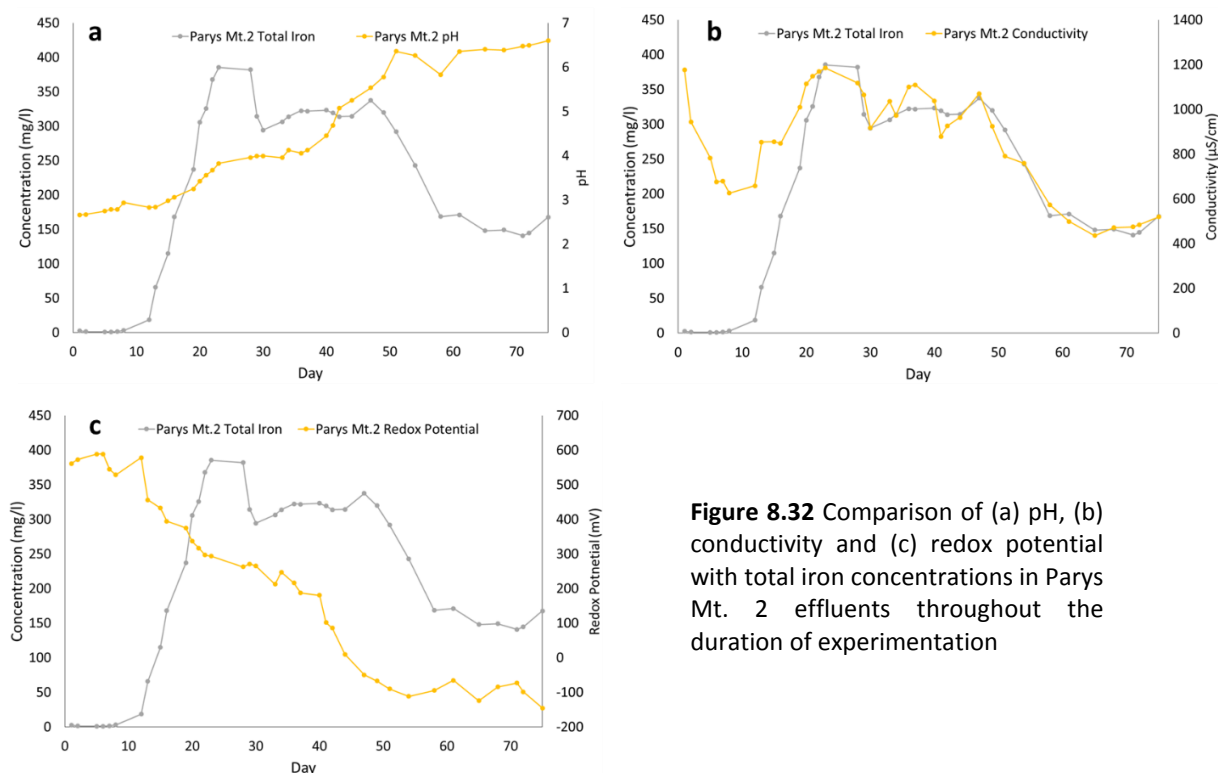 a
Parys Mt.2 Total Iron
Parys Mt.2 pH
Concentration (mg/l)
450
400
350
300
250
200
150
100
50
0
7
6
5
4
3
2
1
0
pH
0 10 20 30 40 50 60 70
Day
b
Parys Mt.2 Total Iron
Parys Mt.2 Conductivity
Concentration (mg/l)
450
400
350
300
250
200
150
100
50
0
1400
1200
1000
800
600
400
200
0
Conductivity (µS/cm)
0 10 20 30 40 50 60 70
Day
c
Parys Mt.2 Total Iron
Parys Mt.2 Redox Potential
Concentration (mg/l)
450
400
350
300
250
200
150
100
50
0
700
600
500
400
300
200
100
0
-100
-200
Redox Potnetial (mV)
0 10 20 30 40 50 60 70
Day
Figure 8.32 Comparison of (a) pH, (b)
conductivity and (c) redox potential
with total iron concentrations in Parys
Mt. 2 effluents throughout the
duration of experimentation